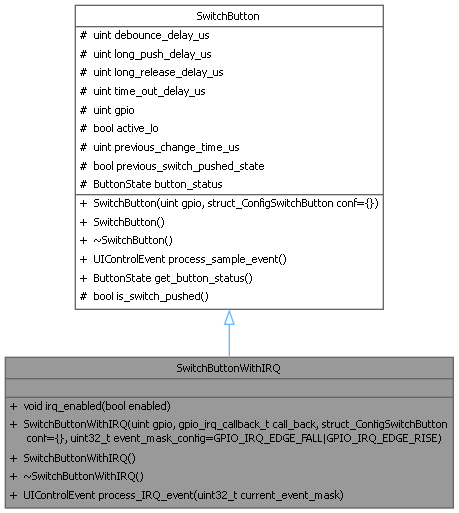 SwitchButton
# uint debounce_delay_us
# uint long_push_delay_us
# uint long_release_delay_us
# uint time_out_delay_us
# uint gpio
# bool active_lo
# uint previous_change_time_us
# bool previous_switch_pushed_state
# ButtonState button_status
+ SwitchButton(uint gpio, struct_ConfigSwitchButton conf={})
+ SwitchButton()
+ ~SwitchButton()
+ UIControlEvent process_sample_event()
+ ButtonState get_button_status()
# bool is_switch_pushed()
SwitchButtonWithIRQ
+ void irq_enabled(bool enabled)
+ SwitchButtonWithIRQ(uint gpio, gpio_irq_callback_t call_back, struct_ConfigSwitchButton
conf={}, uint32_t event_mask_config=GPIO_IRQ_EDGE_FALL|GPIO_IRQ_EDGE_RISE)
+ SwitchButtonWithIRQ()
+ ~SwitchButtonWithIRQ()
+ UIControlEvent process_IRQ_event(uint32_t current_event_mask)